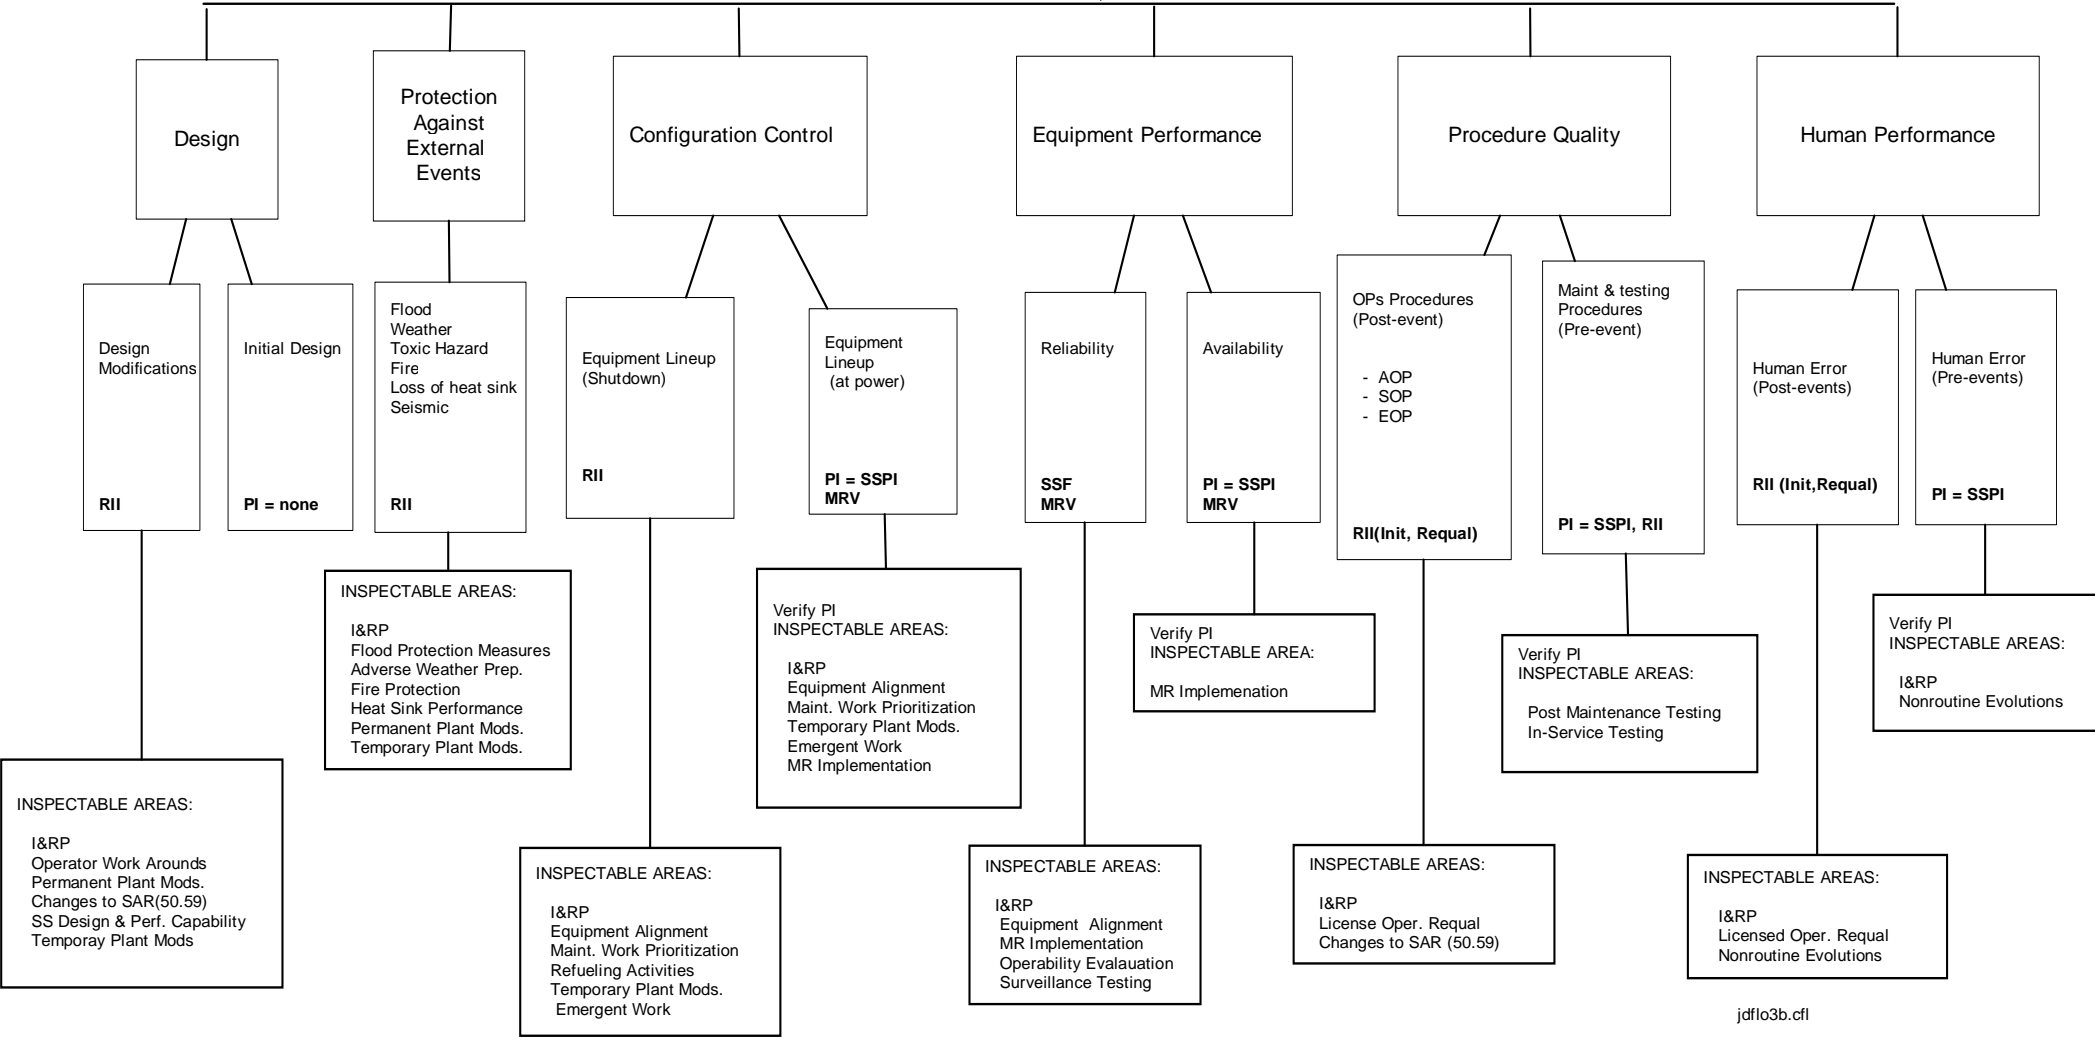 Design
Protection
Against
External
Events
Configuration Control
Equipment Performance
Procedure Quality
Human Performance
Design
Modifications
RII
Initial Design
PI = none
Flood
Weather
Toxic Hazard
Fire
Loss of heat sink
Seismic
RII
Equipment Lineup
(Shutdown)
RII
Equipment
Lineup
(at power)
PI = SSPI
MRV
Reliability
SSF
MRV
Availability
PI = SSPI
MRV
OPs Procedures
(Post-event)
- AOP
- SOP
- EOP
RII(Init, Requal)
Maint & testing
Procedures
(Pre-event)
PI = SSPI, RII
Human Error
(Post-events)
RII (Init,Requal)
Human Error
(Pre-events)
PI = SSPI
INSPECTABLE AREAS:
I&RP
Operator Work Arounds
Permanent Plant Mods.
Changes to SAR(50.59)
SS Design & Perf. Capability
Temporay Plant Mods
INSPECTABLE AREAS:
I&RP
Flood Protection Measures
Adverse Weather Prep.
Fire Protection
Heat Sink Performance
Permanent Plant Mods.
Temporary Plant Mods.
INSPECTABLE AREAS:
I&RP
Equipment Alignment
Maint. Work Prioritization
Refueling Activities
Temporary Plant Mods.
Emergent Work
Verify PI
INSPECTABLE AREAS:
I&RP
Equipment Alignment
Maint. Work Prioritization
Temporary Plant Mods.
Emergent Work
MR Implementation
INSPECTABLE AREAS:
I&RP
Equipment Alignment
MR Implementation
Operability Evalauation
Surveillance Testing
Verify PI
INSPECTABLE AREA:
MR Implemenation
INSPECTABLE AREAS:
I&RP
License Oper. Requal
Changes to SAR (50.59)
Verify PI
INSPECTABLE AREAS:
Post Maintenance Testing
In-Service Testing
INSPECTABLE AREAS:
I&RP
Licensed Oper. Requal
Nonroutine Evolutions
Verify PI
INSPECTABLE AREAS:
I&RP
Nonroutine Evolutions
jdflo3b.cfl